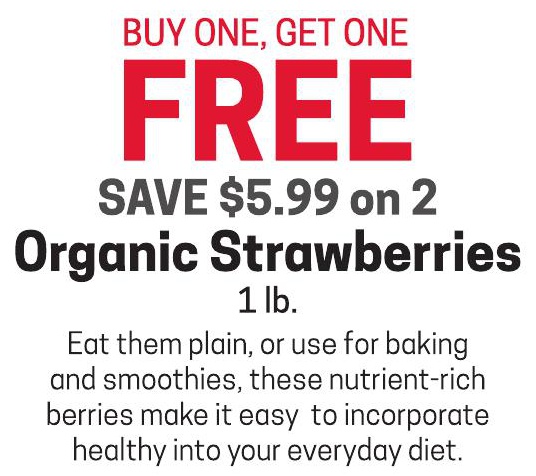 BUY ONE, GET ONE
FREE
SAVE $5.99 on 2
Organic Strawberries
1 lb.
Eat them plain, or use for baking
and smoothies, these nutrient-rich
berries make it easy  to incorporate
healthy into your everyday diet.